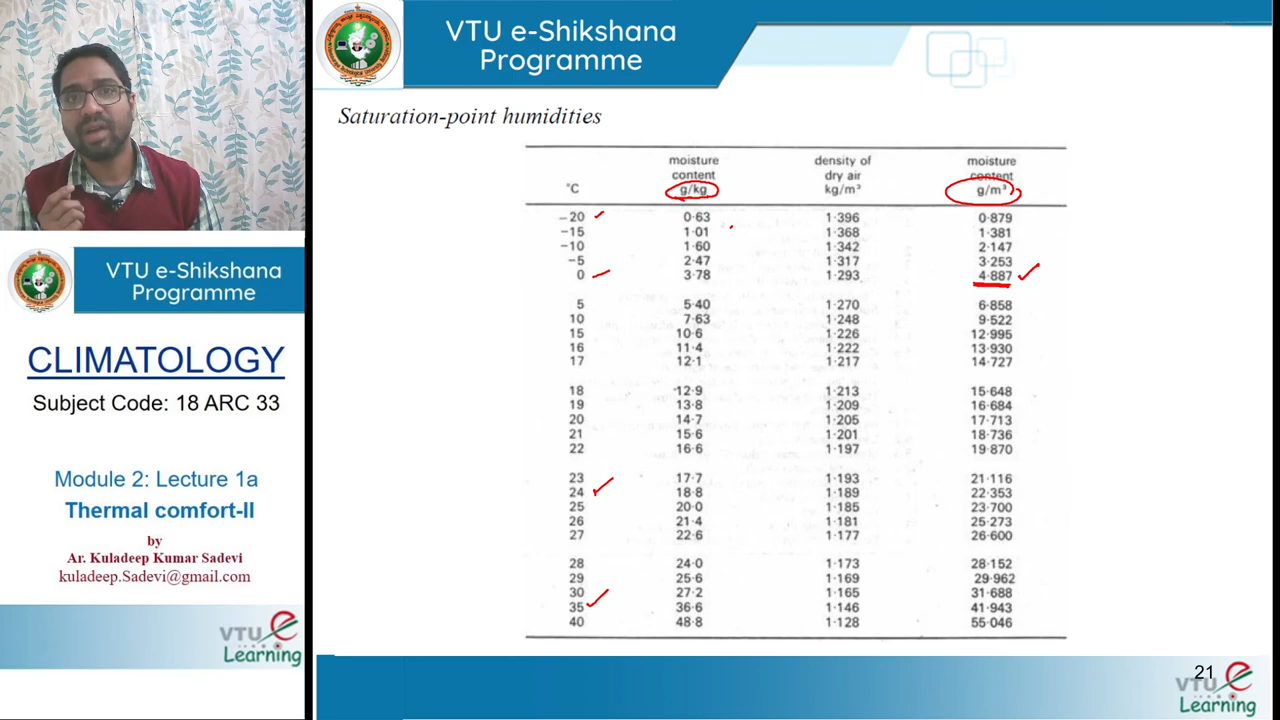 VTU e-Shikshana
Programme
VTU e-Shikshana
Programme
CLIMATOLOGY
Subject Code: 18 ARC 33
Module 2: Lecture 1a
Thermal comfort-II
by
Ar. Kuladeep Kumar Sadevi
kuladeep.Sadevi@gmail.com
VTU e
Learning
Saturation-point humidities
°C moisture content g/kg density of dry air kg/m³ moisture content g/m³
−20 0·63 1·396 0·879
−15 1·01 1·368 1·381
−10 1·60 1·342 2·147
−5 2·47 1·317 3·253
0 3·78 1·293 4·887
5 5·40 1·270 6·858
10 7·63 1·248 9·522
15 10·6 1·226 12·995
16 11·4 1·222 13·930
17 12·1 1·217 14·727
18 12·9 1·213 15·648
19 13·8 1·209 16·684
20 14·7 1·205 17·713
21 15·6 1·201 18·736
22 16·6 1·197 19·870
23 17·7 1·193 21·116
24 18·8 1·189 22·353
25 20·0 1·185 23·700
26 21·4 1·181 25·273
27 22·6 1·177 26·600
28 24·0 1·173 28·152
29 25·6 1·169 29·962
30 27·2 1·165 31·688
35 36·6 1·146 41·943
40 48·8 1·128 55·046
21
VTU e
Learning